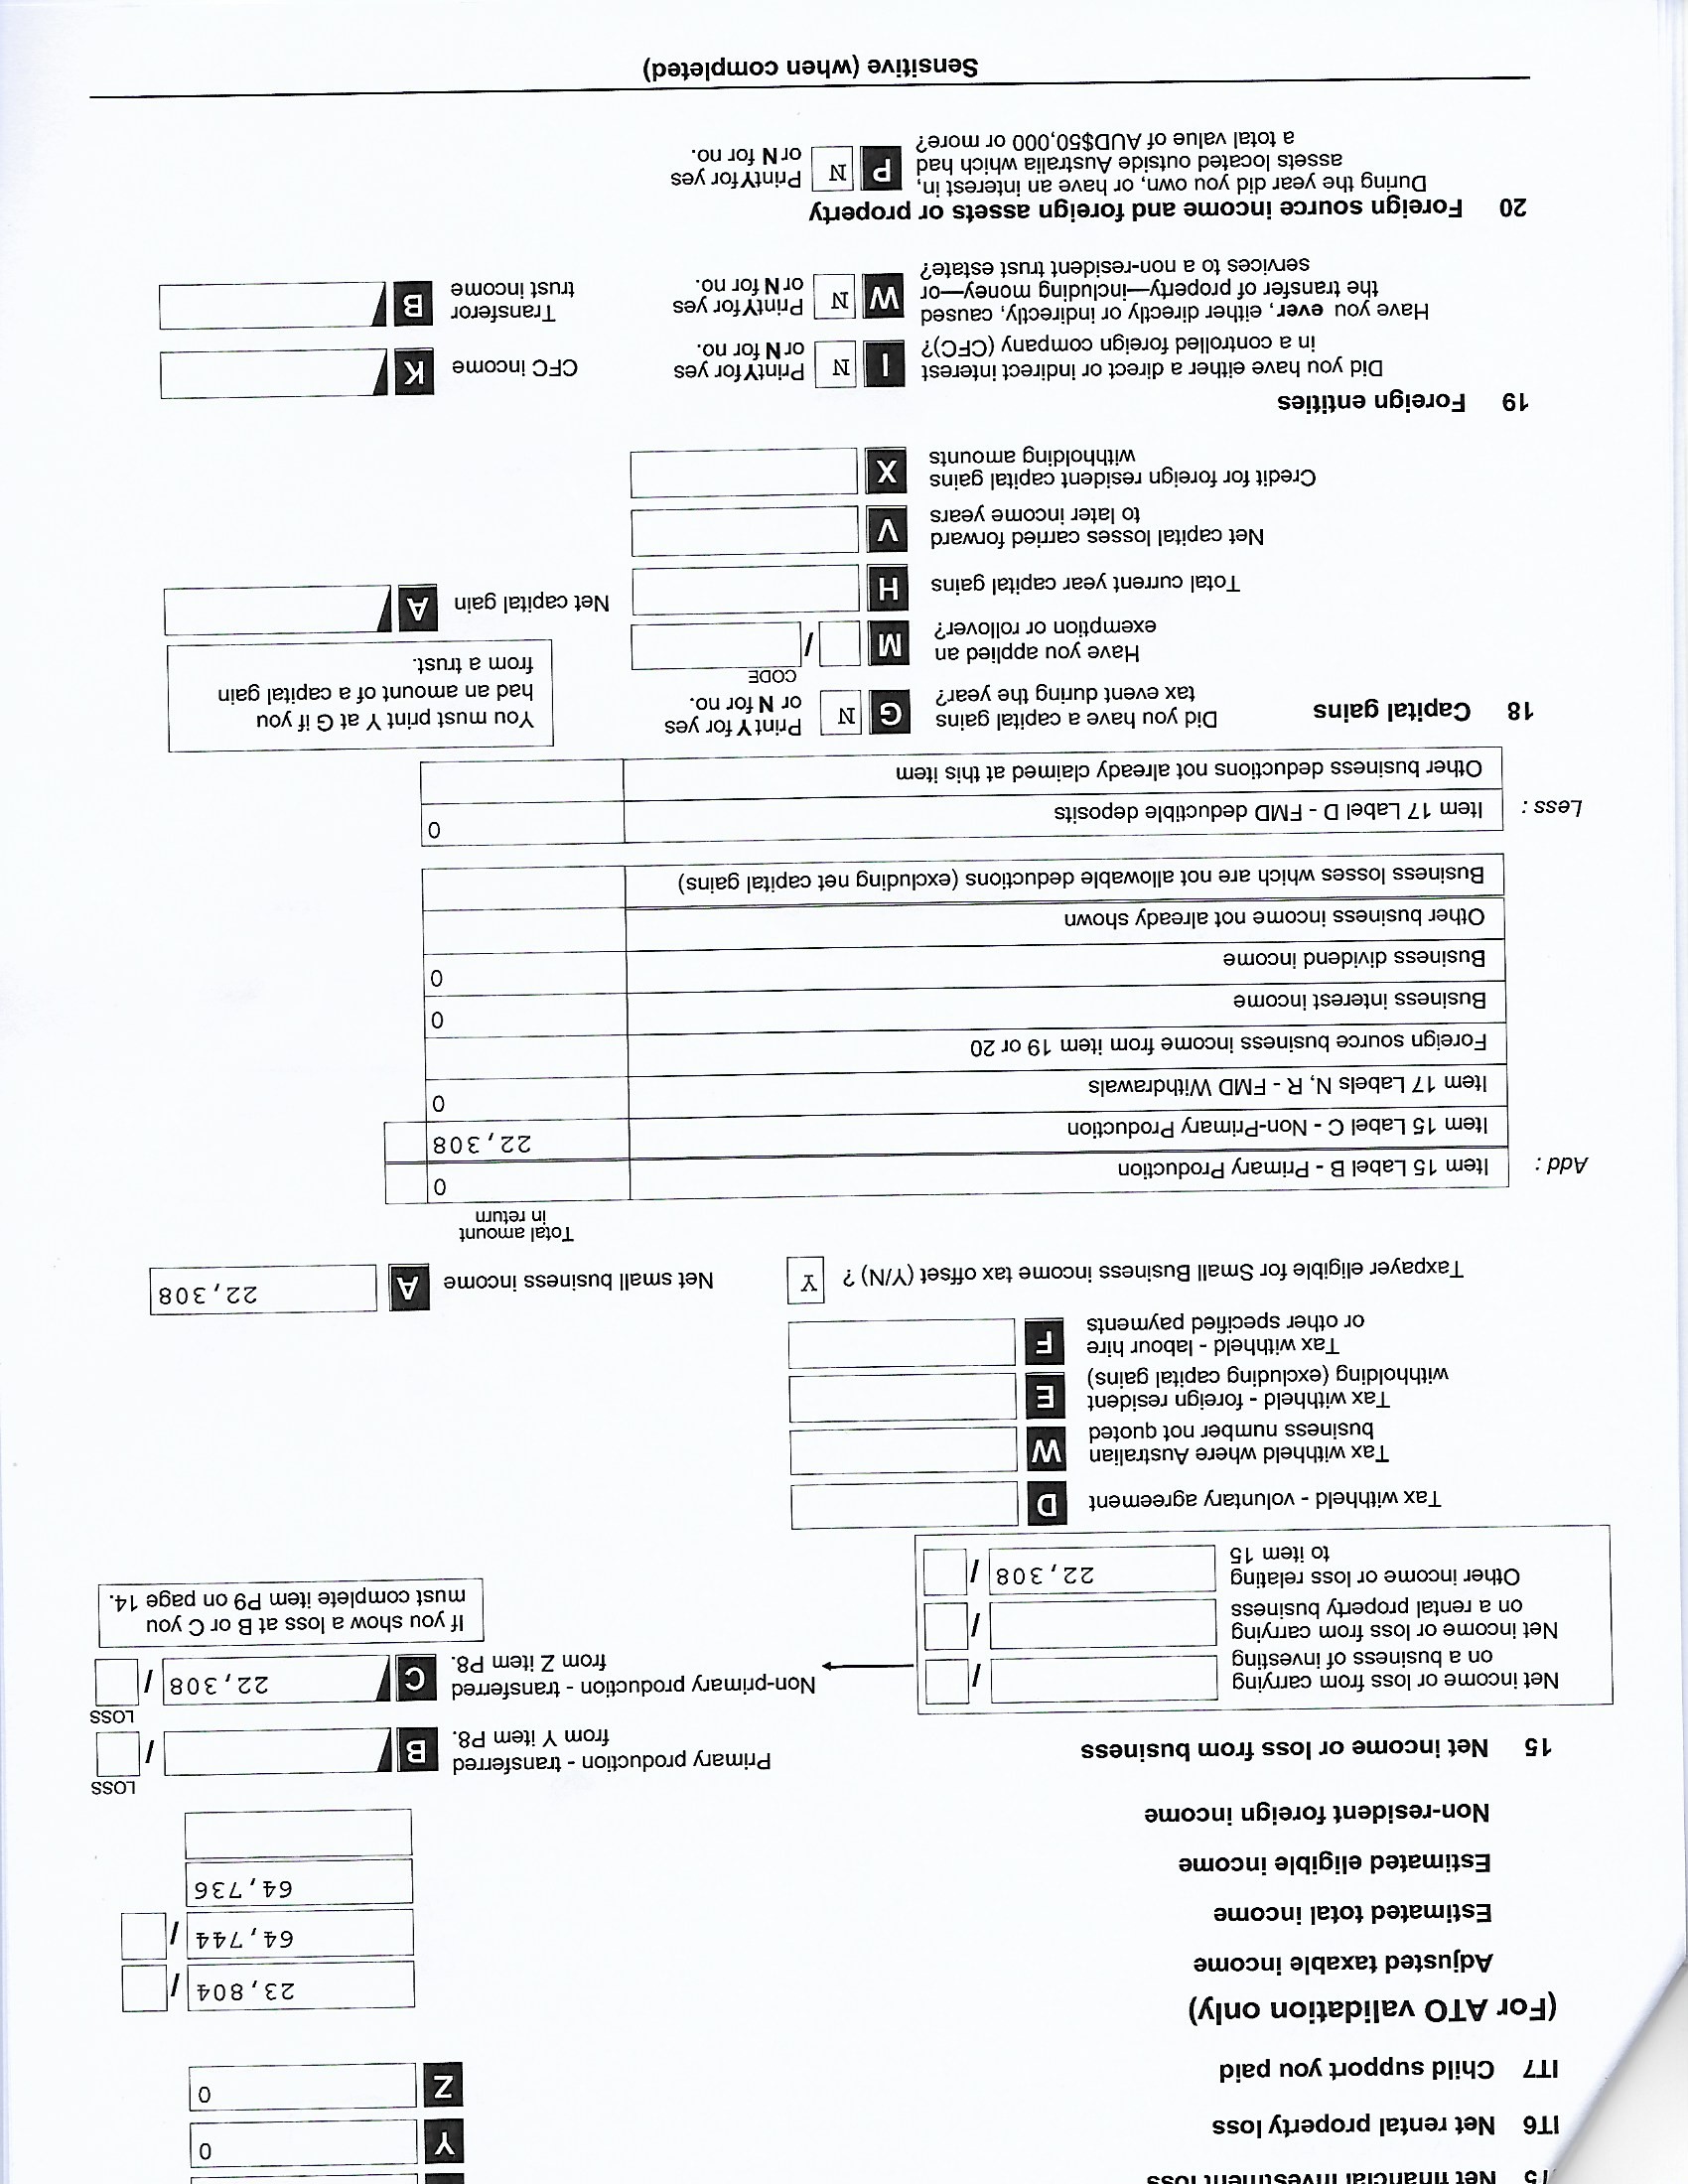 T5 Net financial investment loss
IT6 Net rental property loss Y 0
IT7 Child support you paid Z 0
(For ATO validation only)
Adjusted taxable income 23,804 /
Estimated total income 64,744 /
Estimated eligible income 64,736
Non-resident foreign income
15 Net income or loss from business
LOSS
Primary production - transferred
from Y item P8. B /
LOSS
Non-primary production - transferred
from Z item P8. C 22,308 /
If you show a loss at B or C you
must complete item P9 on page 14.
Net income or loss from carrying
on a business of investing /
Net income or loss from carrying
on a rental property business /
Other income or loss relating
to item 15 22,308 /
Tax withheld - voluntary agreement D
Tax withheld where Australian
business number not quoted W
Tax withheld - foreign resident
withholding (excluding capital gains) E
Tax withheld - labour hire
or other specified payments F
Taxpayer eligible for Small Business income tax offset (Y/N) ? Y Net small business income A 22,308
Total amount
in return
Add : Item 15 Label B - Primary Production 0
Item 15 Label C - Non-Primary Production 22,308
Item 17 Labels N, R - FMD Withdrawals 0
Foreign source business income from item 19 or 20
Business interest income 0
Business dividend income 0
Other business income not already shown
Business losses which are not allowable deductions (excluding net capital gains)
Less : Item 17 Label D - FMD deductible deposits 0
Other business deductions not already claimed at this item
18 Capital gains
Did you have a capital gains
tax event during the year? G N Print Y for yes
or N for no.
You must print Y at G if you
had an amount of a capital gain
from a trust.
CODE
Have you applied an
exemption or rollover? M /
Total current year capital gains H Net capital gain A
Net capital losses carried forward
to later income years V
Credit for foreign resident capital gains
withholding amounts X
19 Foreign entities
Did you have either a direct or indirect interest
in a controlled foreign company (CFC)? I N Print Y for yes
or N for no.
CFC income K
Have you ever, either directly or indirectly, caused
the transfer of property—including money—or
services to a non-resident trust estate? W N Print Y for yes
or N for no.
Transferor
trust income B
20 Foreign source income and foreign assets or property
During the year did you own, or have an interest in,
assets located outside Australia which had
a total value of AUD$50,000 or more? P N Print Y for yes
or N for no.
Sensitive (when completed)